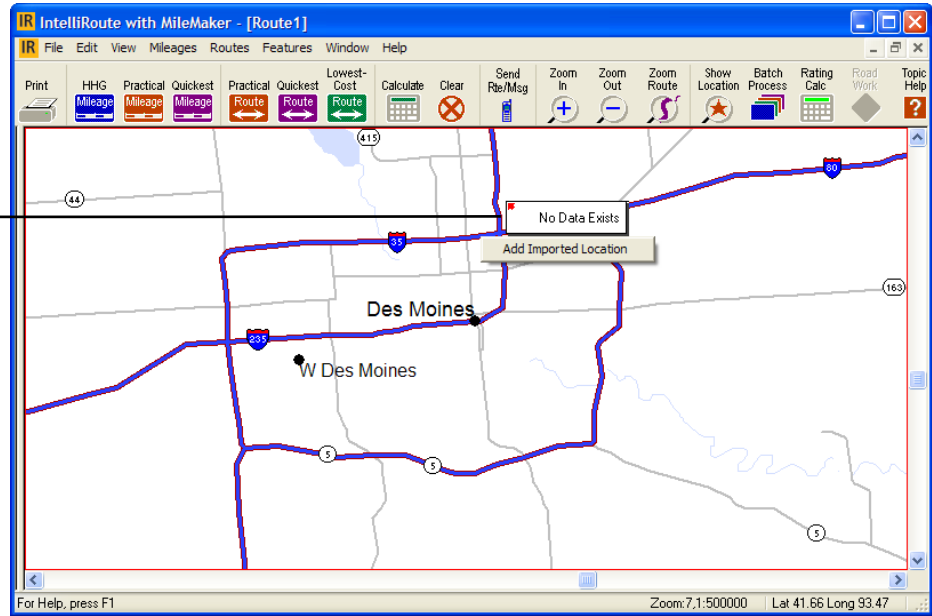 IR IntelliRoute with MileMaker - [Route1]
IR File Edit View Mileages Routes Features Window Help
Print
HHG Mileage
Practical Mileage
Quickest Mileage
Practical Route
Quickest Route
Lowest-Cost Route
Calculate
Clear
Send Rte/Msg
Zoom In
Zoom Out
Zoom Route
Show Location
Batch Process
Rating Calc
Road Work
Topic Help
?
415
80
44
No Data Exists
35
Add Imported Location
163
Des Moines
235
W Des Moines
5
5
5
For Help, press F1
Zoom:7,1:500000
Lat 41.66 Long 93.47